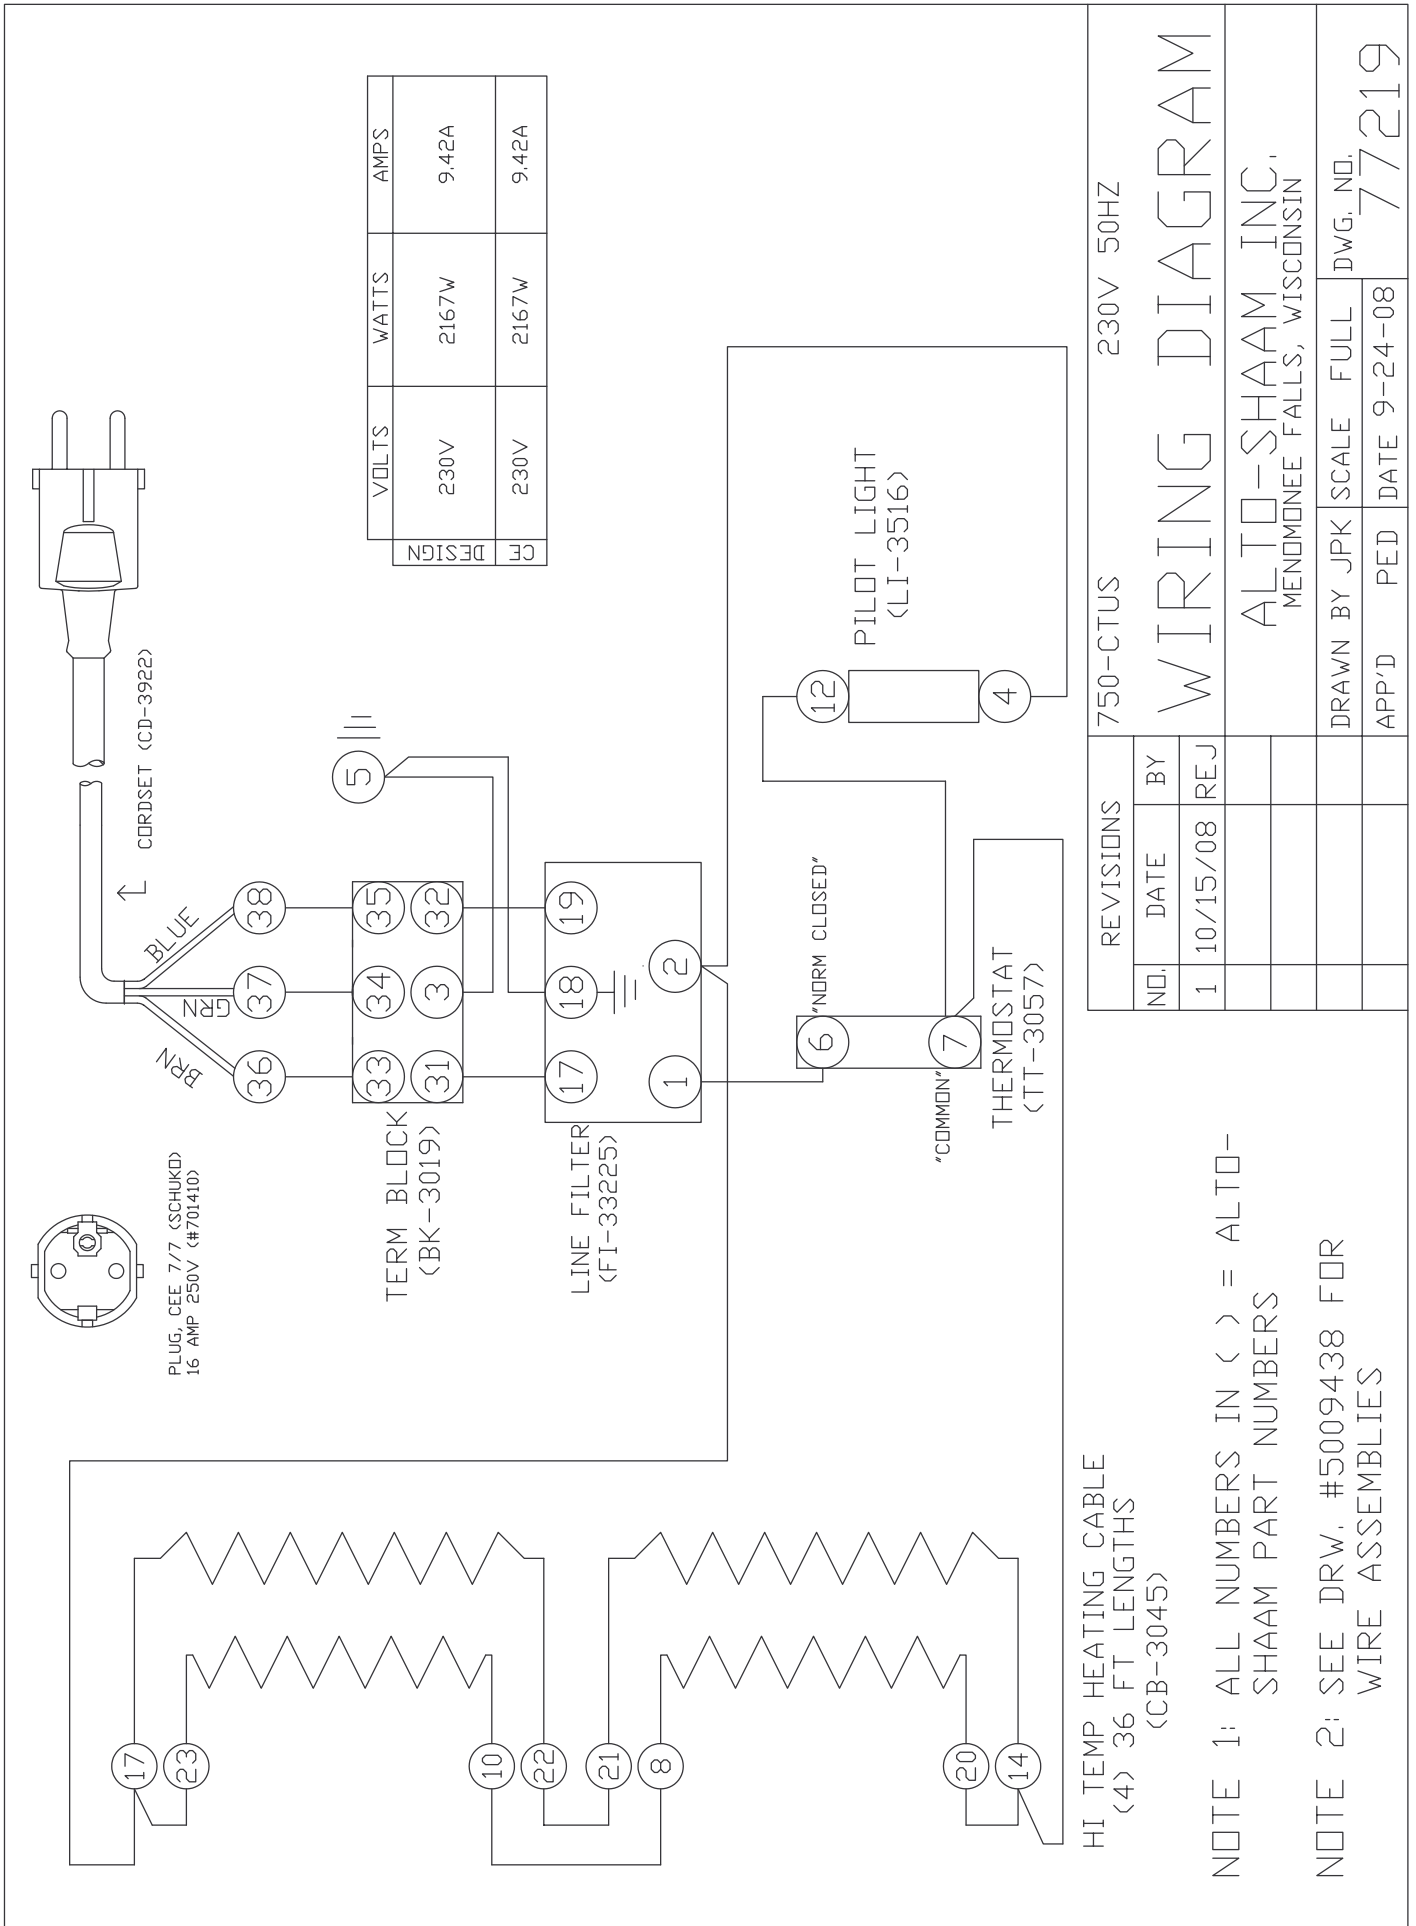 PLUG, CEE 7/7 (SCHUKO)
16 AMP 250V (#701410)
CORDSET (CD-3922)
BRN
GRN
BLUE
36
37
38
VOLTS WATTS AMPS
DESIGN 230V 2167W 9.42A
CE 230V 2167W 9.42A
TERM BLOCK
(BK-3019)
33
34
35
31
3
32
5
LINE FILTER
(FI-33225)
17
18
19
1
2
"NORM CLOSED"
6
7
"COMMON"
THERMOSTAT
(TT-3057)
PILOT LIGHT
(LI-3516)
12
4
17
23
10
22
21
8
20
14
HI TEMP HEATING CABLE
(4) 36 FT LENGTHS
(CB-3045)
NOTE 1: ALL NUMBERS IN ( ) = ALTO-
SHAAM PART NUMBERS
NOTE 2: SEE DRW. #5009438 FOR
WIRE ASSEMBLIES
REVISIONS
NO. DATE BY
1 10/15/08 REJ
750-CTUS 230V 50HZ
WIRING DIAGRAM
ALTO-SHAAM INC.
MENOMONEE FALLS, WISCONSIN
DRAWN BY JPK SCALE FULL DWG. NO.
APP'D PED DATE 9-24-08 77219